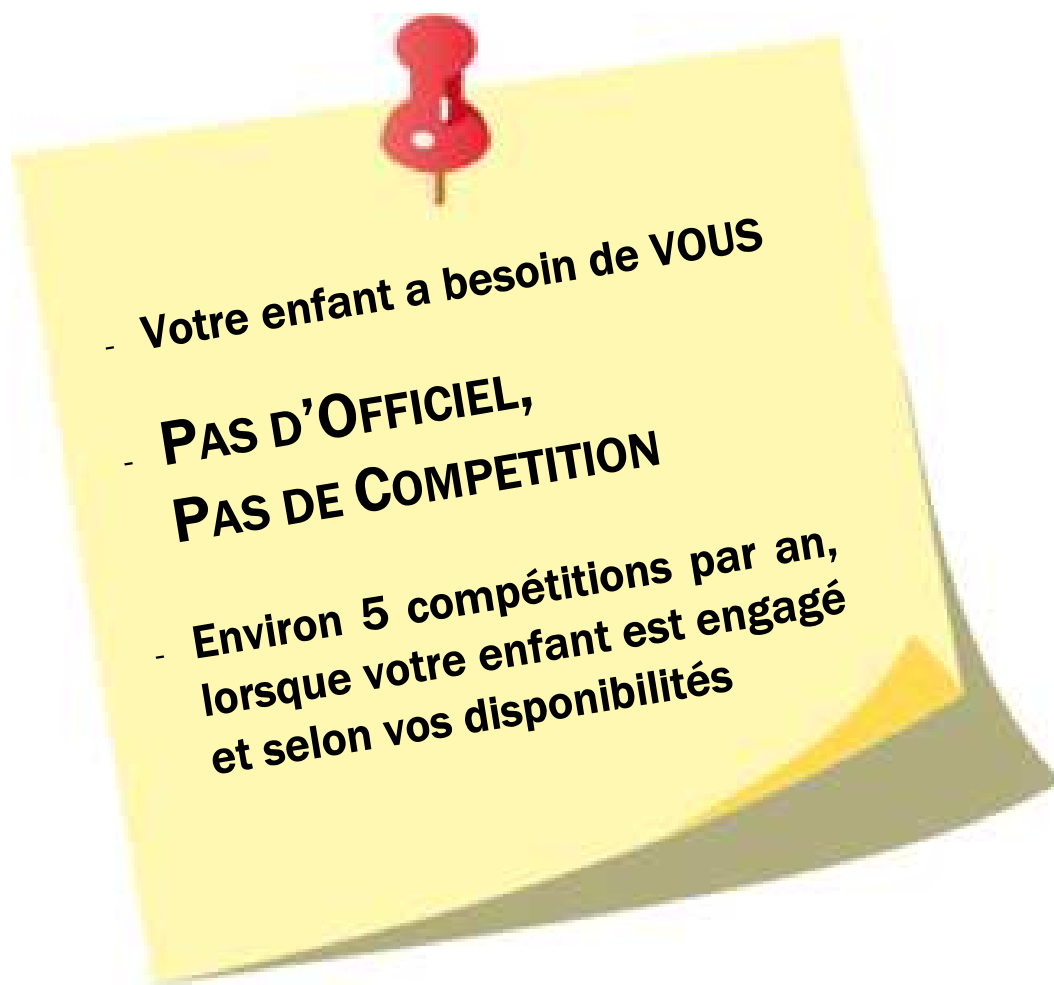 - Votre enfant a besoin de VOUS
- PAS D'OFFICIEL,
PAS DE COMPETITION
- Environ 5 compétitions par an,
lorsque votre enfant est engagé
et selon vos disponibilités